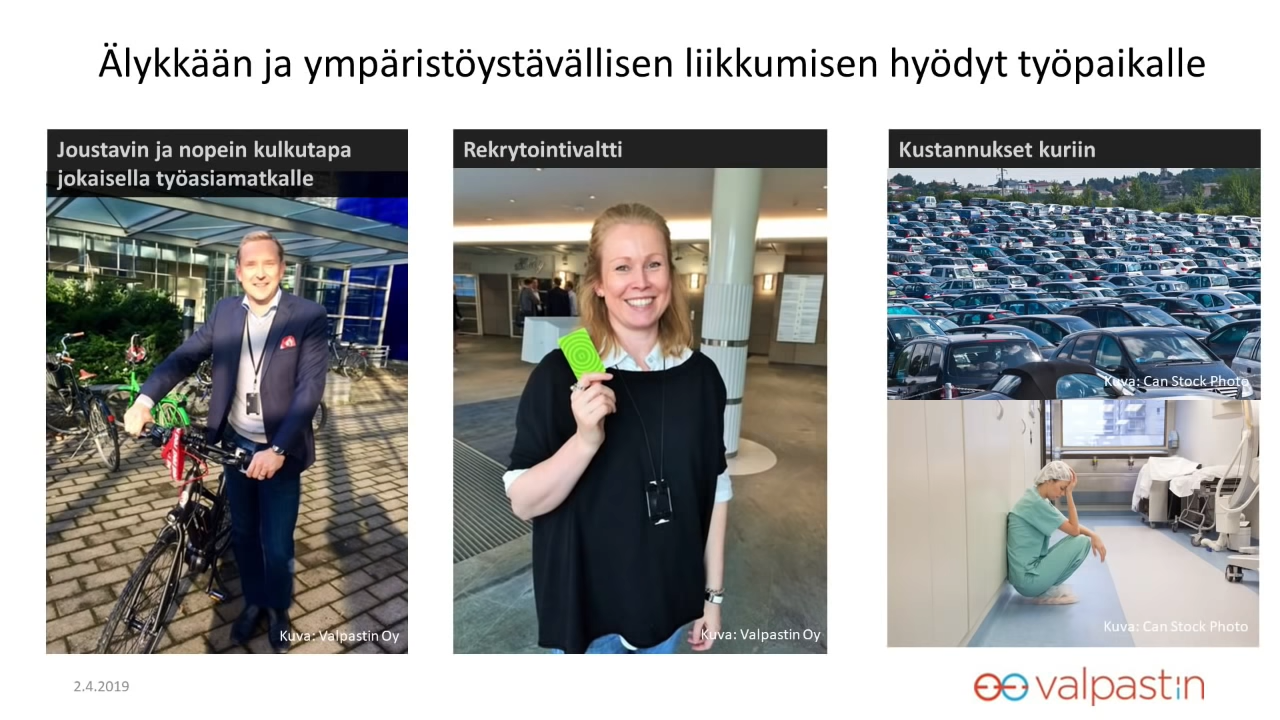 Älykkään ja ympäristöystävällisen liikkumisen hyödyt työpaikalle
Joustavin ja nopein kulkutapa
jokaisella työasiamatkalle
Kuva: Valpastin Oy
Rekrytointivaltti
Kuva: Valpastin Oy
Kustannukset kuriin
Kuva: Can Stock Photo
Kuva: Can Stock Photo
2.4.2019
valpastin